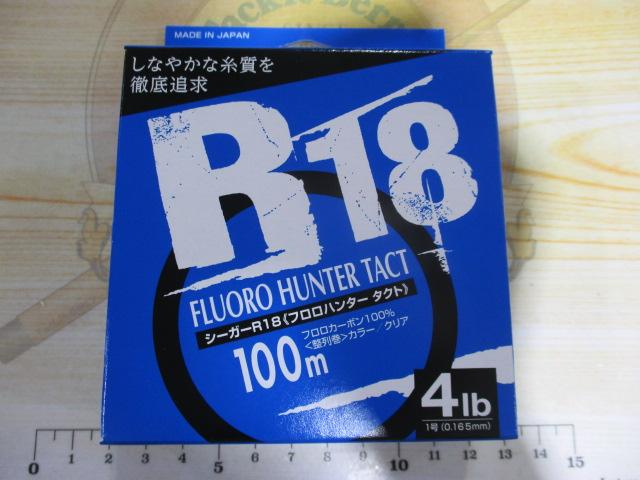 MADE IN JAPAN
しなやかな糸質を
徹底追求
R18
FLUORO HUNTER TACT
シーガーR18《フロロハンター タクト》
100m
フロロカーボン100%
<整列巻>カラー/クリア
4lb
1号(0.165mm)
0 1 2 3 4 5 6 7 8 9 10 11 12 13 14 15